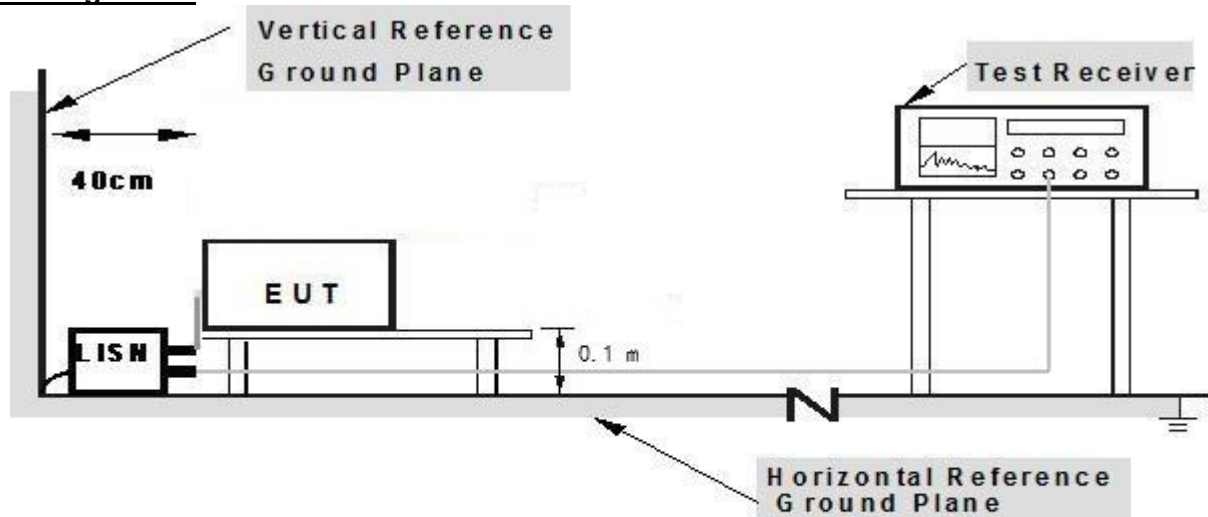 Vertical Reference
Ground Plane
Test Receiver
40cm
EUT
LISN
0.1 m
N
Horizontal Reference
Ground Plane